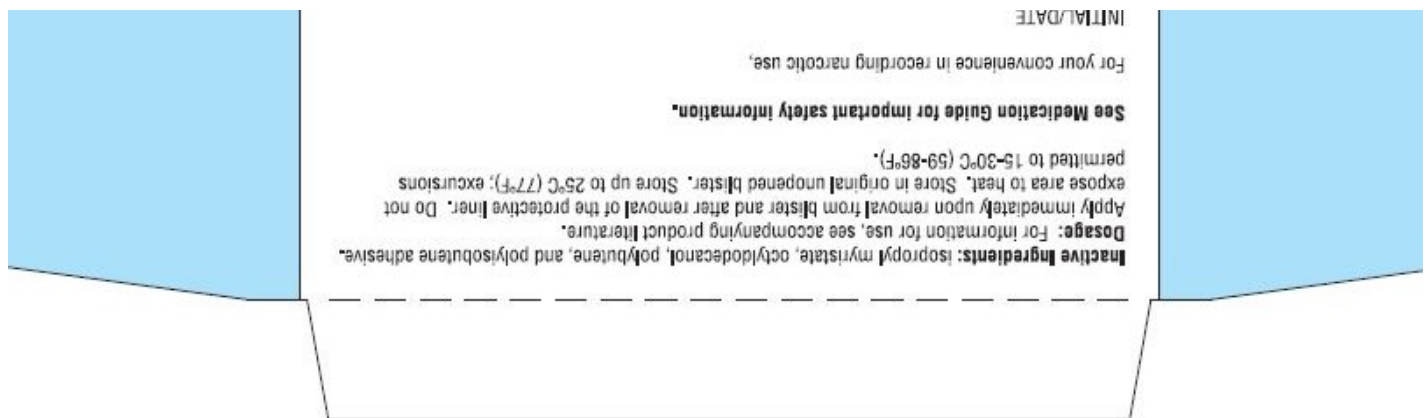 Inactive Ingredients: isopropyl myristate, octyldodecanol, polybutene, and polyisobutene adhesive.
Dosage: For information for use, see accompanying product literature.
Apply immediately upon removal from blister and after removal of the protective liner. Do not
expose area to heat. Store in original unopened blister. Store up to 25°C (77°F); excursions
permitted to 15-30°C (59-86°F).
See Medication Guide for important safety information.
For your convenience in recording narcotic use,
INITIAL/DATE